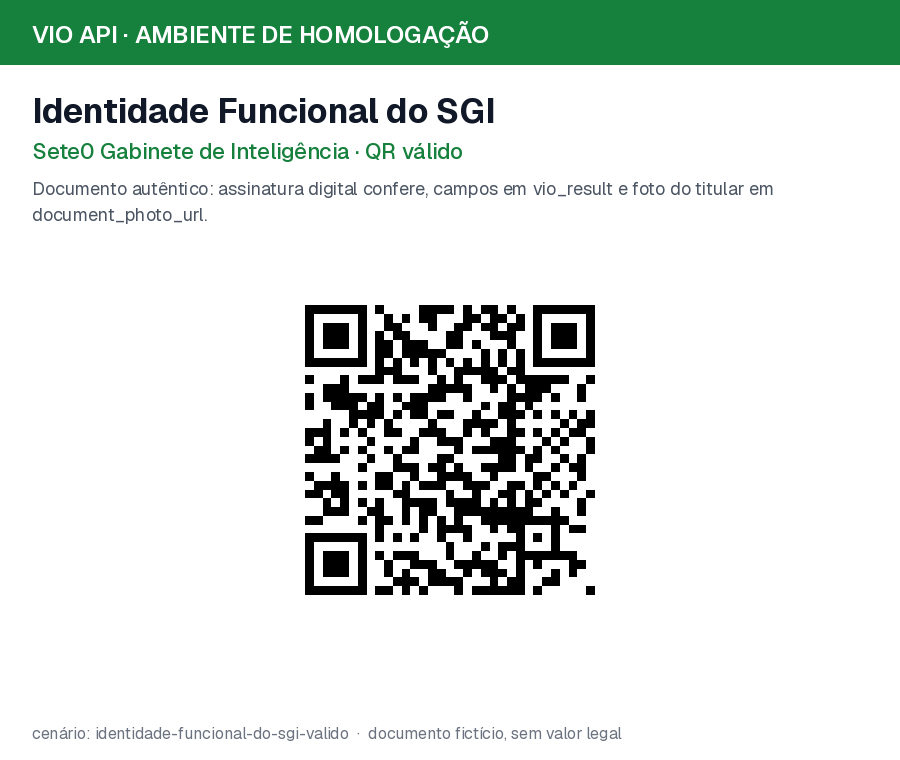 VIO API · AMBIENTE DE HOMOLOGAÇÃO
Identidade Funcional do SGI
Sete0 Gabinete de Inteligência · QR válido
Documento autêntico: assinatura digital confere, campos em vio_result e foto do titular em
document_photo_url.
cenário: identidade-funcional-do-sgi-valido · documento fictício, sem valor legal